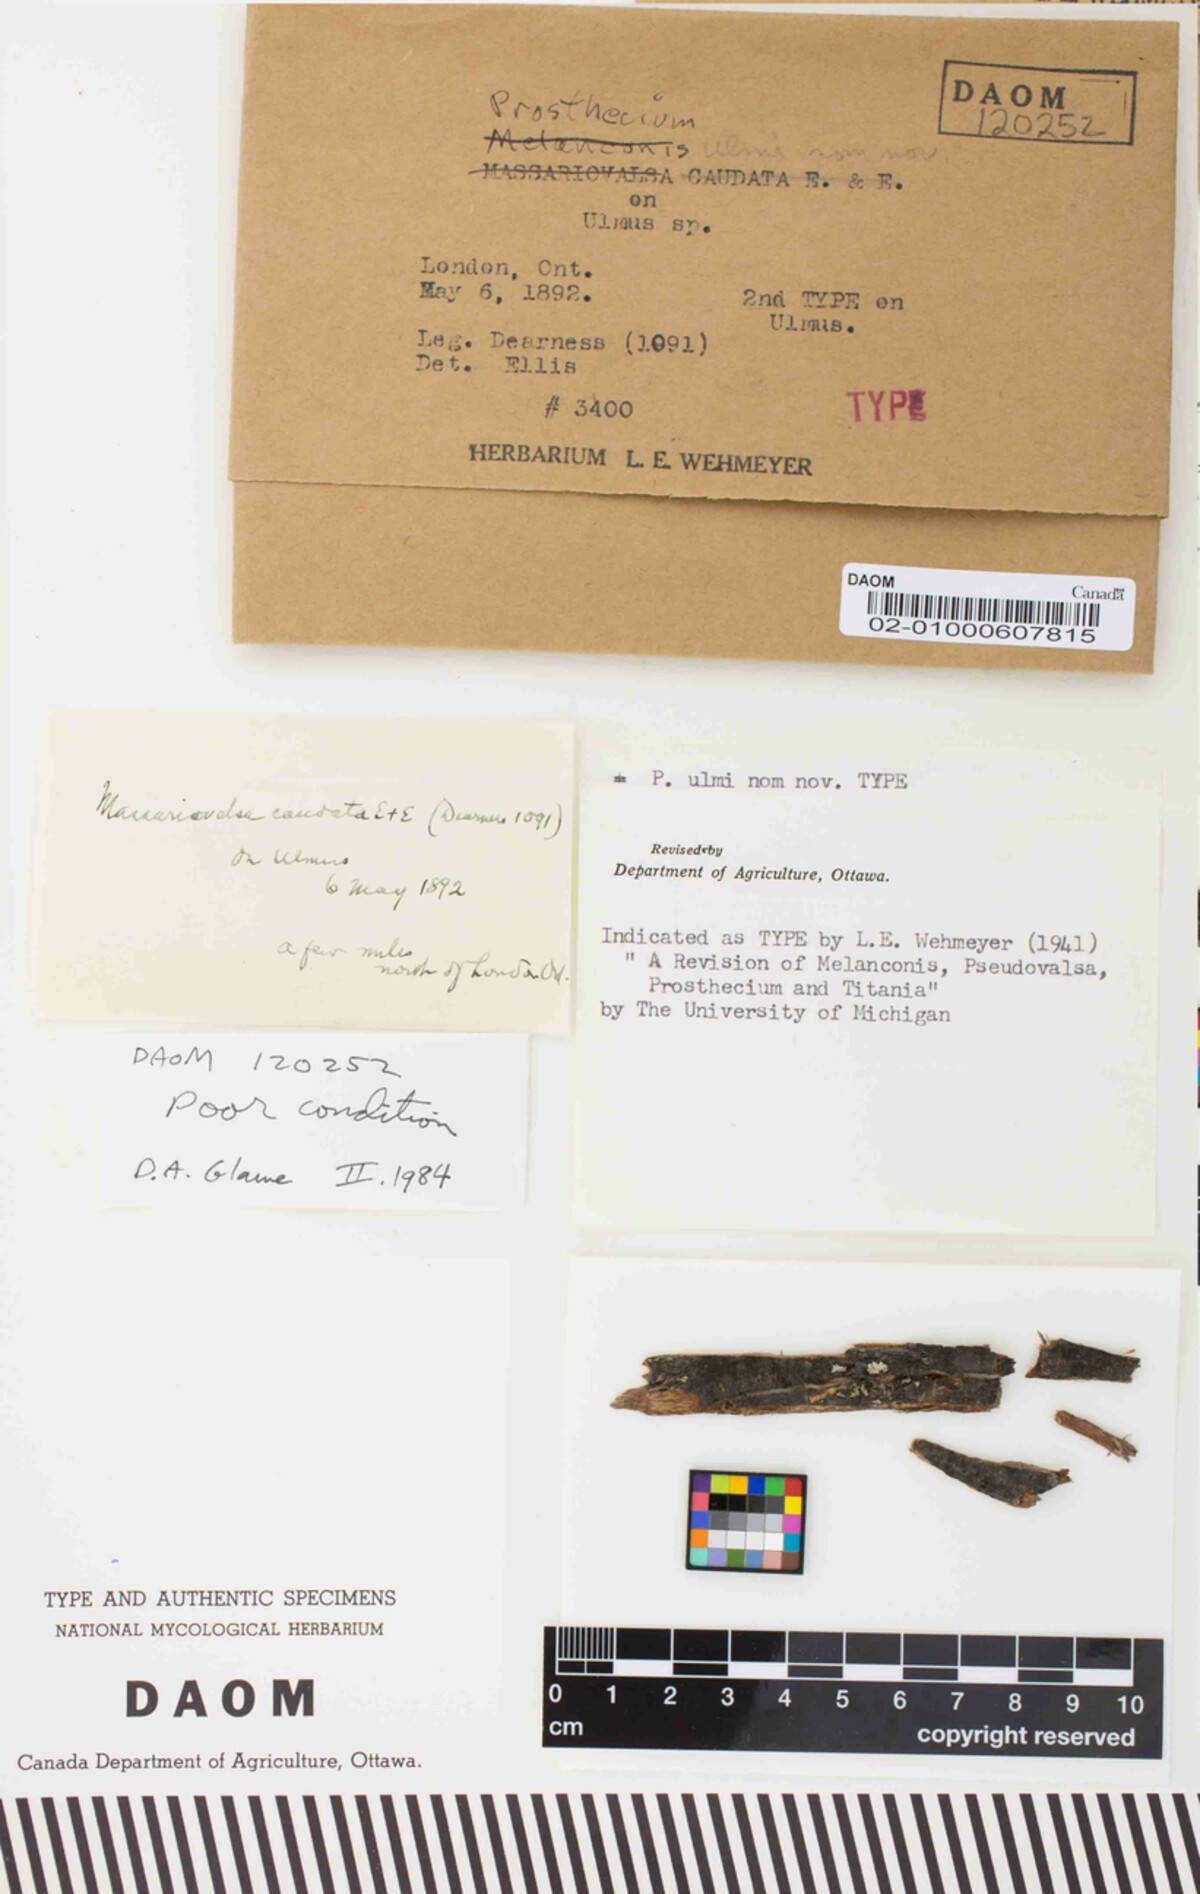 DAOM
120252
Prosthecium
Melanconis ulmi nom nov.
MASSARIOVALSA CAUDATA E. & E.
on
Ulmus sp.
London, Ont.
May 6, 1892.
2nd TYPE on
Ulmus.
Leg. Dearness (1091)
Det. Ellis
# 3400
TYPE
HERBARIUM L. E. WEHMEYER
DAOM
Canada
02-01000607815
Massariovalsa caudata E+E (Dearness 1091)
On Ulmus
6 May 1892
a few miles
north of London Ont.
* P. ulmi nom nov. TYPE
Revised by
Department of Agriculture, Ottawa.
Indicated as TYPE by L.E. Wehmeyer (1941)
" A Revision of Melanconis, Pseudovalsa,
Prosthecium and Titania"
by The University of Michigan
DAOM 120252
Poor condition
D.A. Glawe II.1984
TYPE AND AUTHENTIC SPECIMENS
NATIONAL MYCOLOGICAL HERBARIUM
DAOM
Canada Department of Agriculture, Ottawa.
0 1 2 3 4 5 6 7 8 9 10
cm
copyright reserved